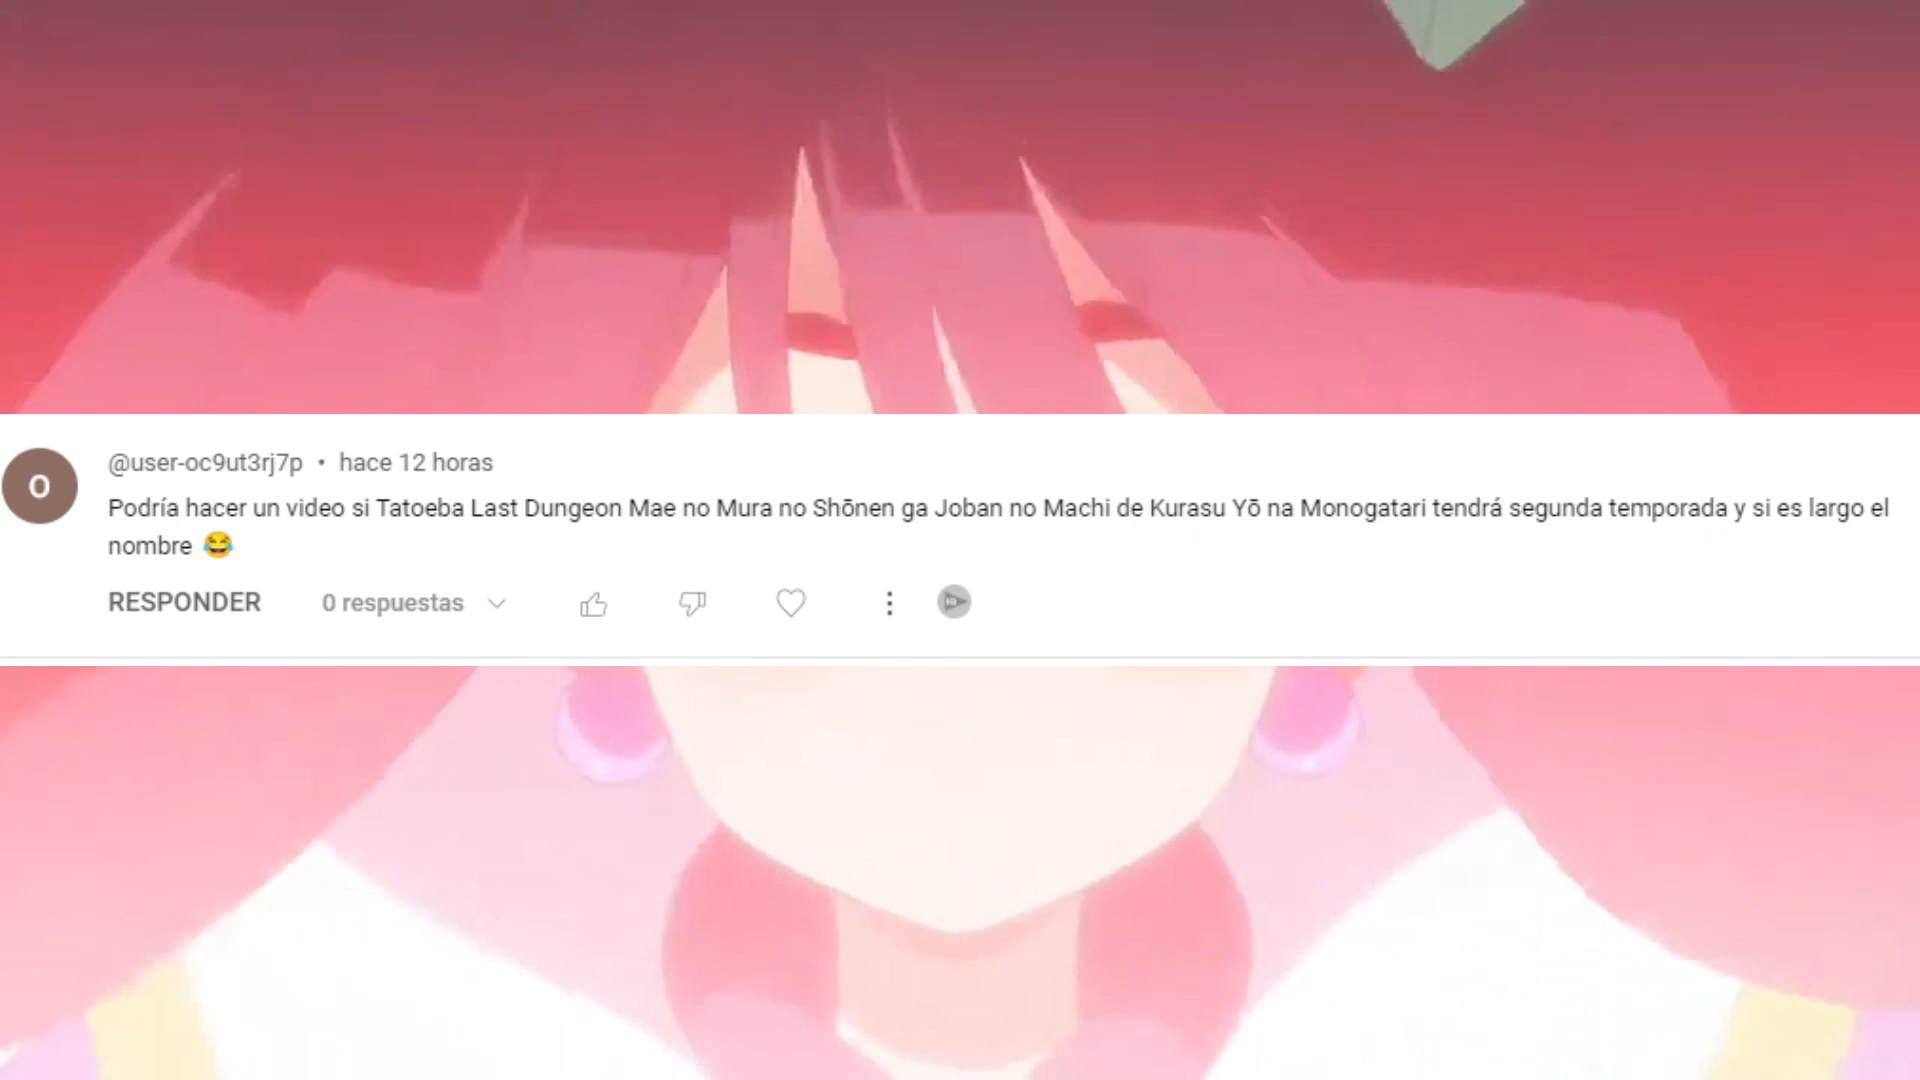 O
@user-oc9ut3rj7p • hace 12 horas
Podría hacer un video si Tatoeba Last Dungeon Mae no Mura no Shōnen ga Joban no Machi de Kurasu Yō na Monogatari tendrá segunda temporada y si es largo el
nombre 😂
RESPONDER 0 respuestas